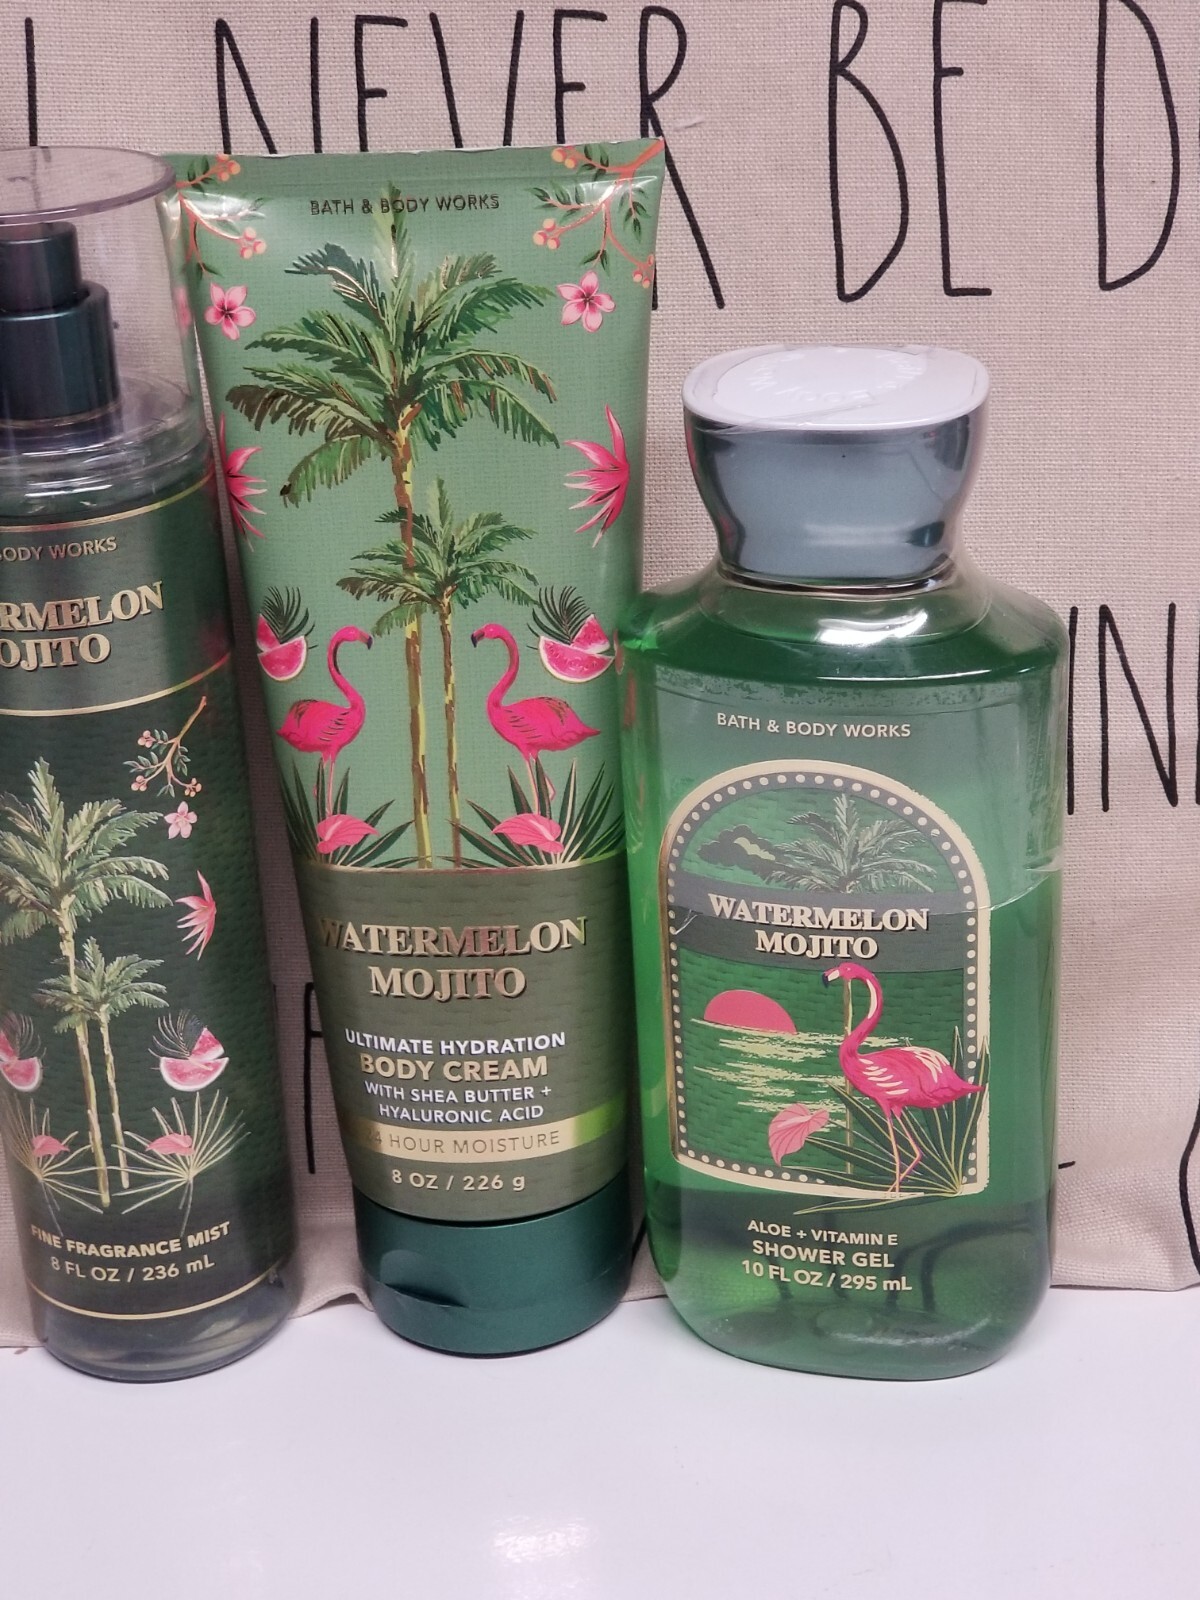 NEVER BE
BODY WORKS
MOJITO
FINE FRAGRANCE MIST
8 FL OZ / 236 mL
BATH & BODY WORKS
WATERMELON
MOJITO
ULTIMATE HYDRATION
BODY CREAM
WITH SHEA BUTTER +
HYALURONIC ACID
24 HOUR MOISTURE
8 OZ / 226 g
BATH & BODY WORKS
WATERMELON
MOJITO
ALOE + VITAMIN E
SHOWER GEL
10 FL OZ / 295 mL